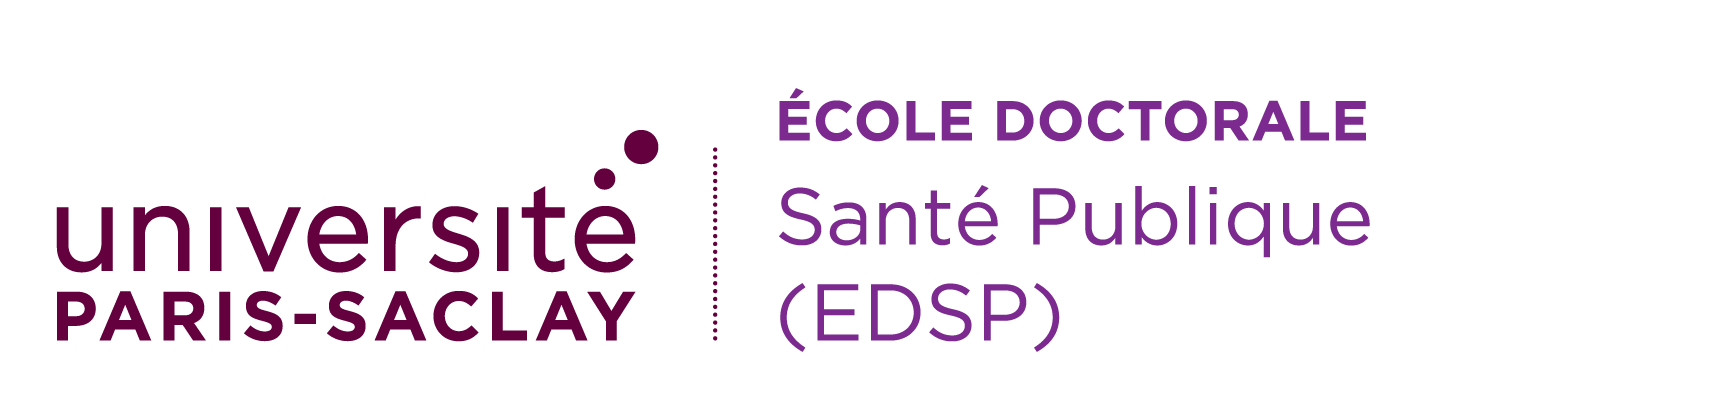 université
PARIS-SACLAY
ÉCOLE DOCTORALE
Santé Publique
(EDSP)